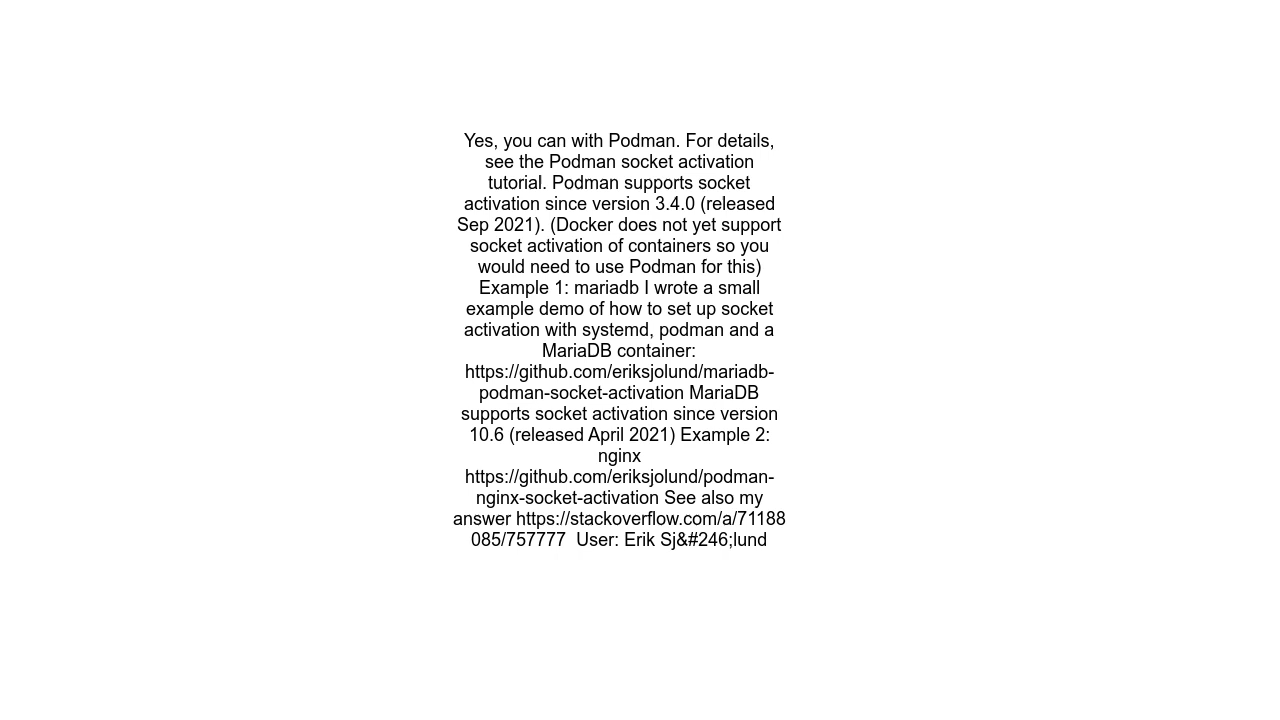 Yes, you can with Podman. For details,
see the Podman socket activation
tutorial. Podman supports socket
activation since version 3.4.0 (released
Sep 2021). (Docker does not yet support
socket activation of containers so you
would need to use Podman for this)
Example 1: mariadb I wrote a small
example demo of how to set up socket
activation with systemd, podman and a
MariaDB container:
https://github.com/eriksjolund/mariadb-
podman-socket-activation MariaDB
supports socket activation since version
10.6 (released April 2021) Example 2:
nginx
https://github.com/eriksjolund/podman-
nginx-socket-activation See also my
answer https://stackoverflow.com/a/71188
085/757777  User: Erik Sj&#246;lund